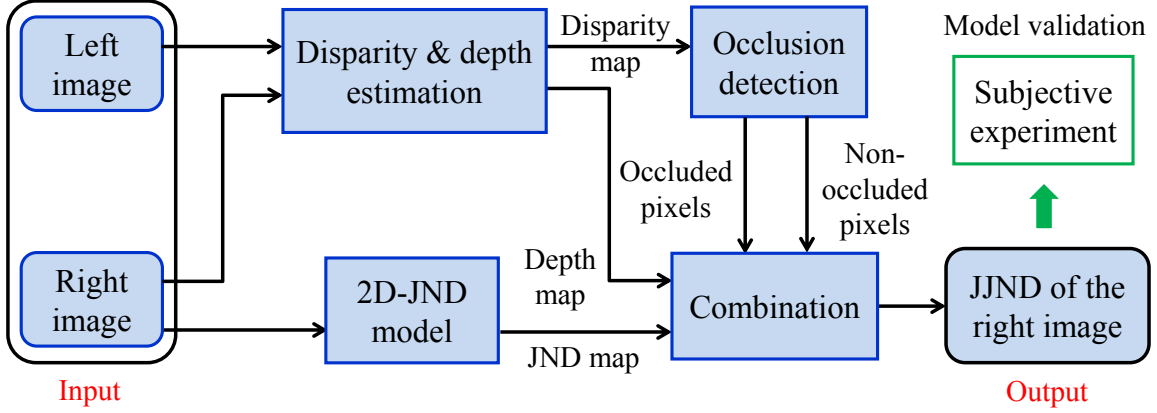 Left
image
Disparity & depth
estimation
Disparity
map
Occlusion
detection
Model validation
Subjective
experiment
Occluded
pixels
Non-
occluded
pixels
Right
image
2D-JND
model
Depth
map
JND map
Combination
JJND of the
right image
Input
Output